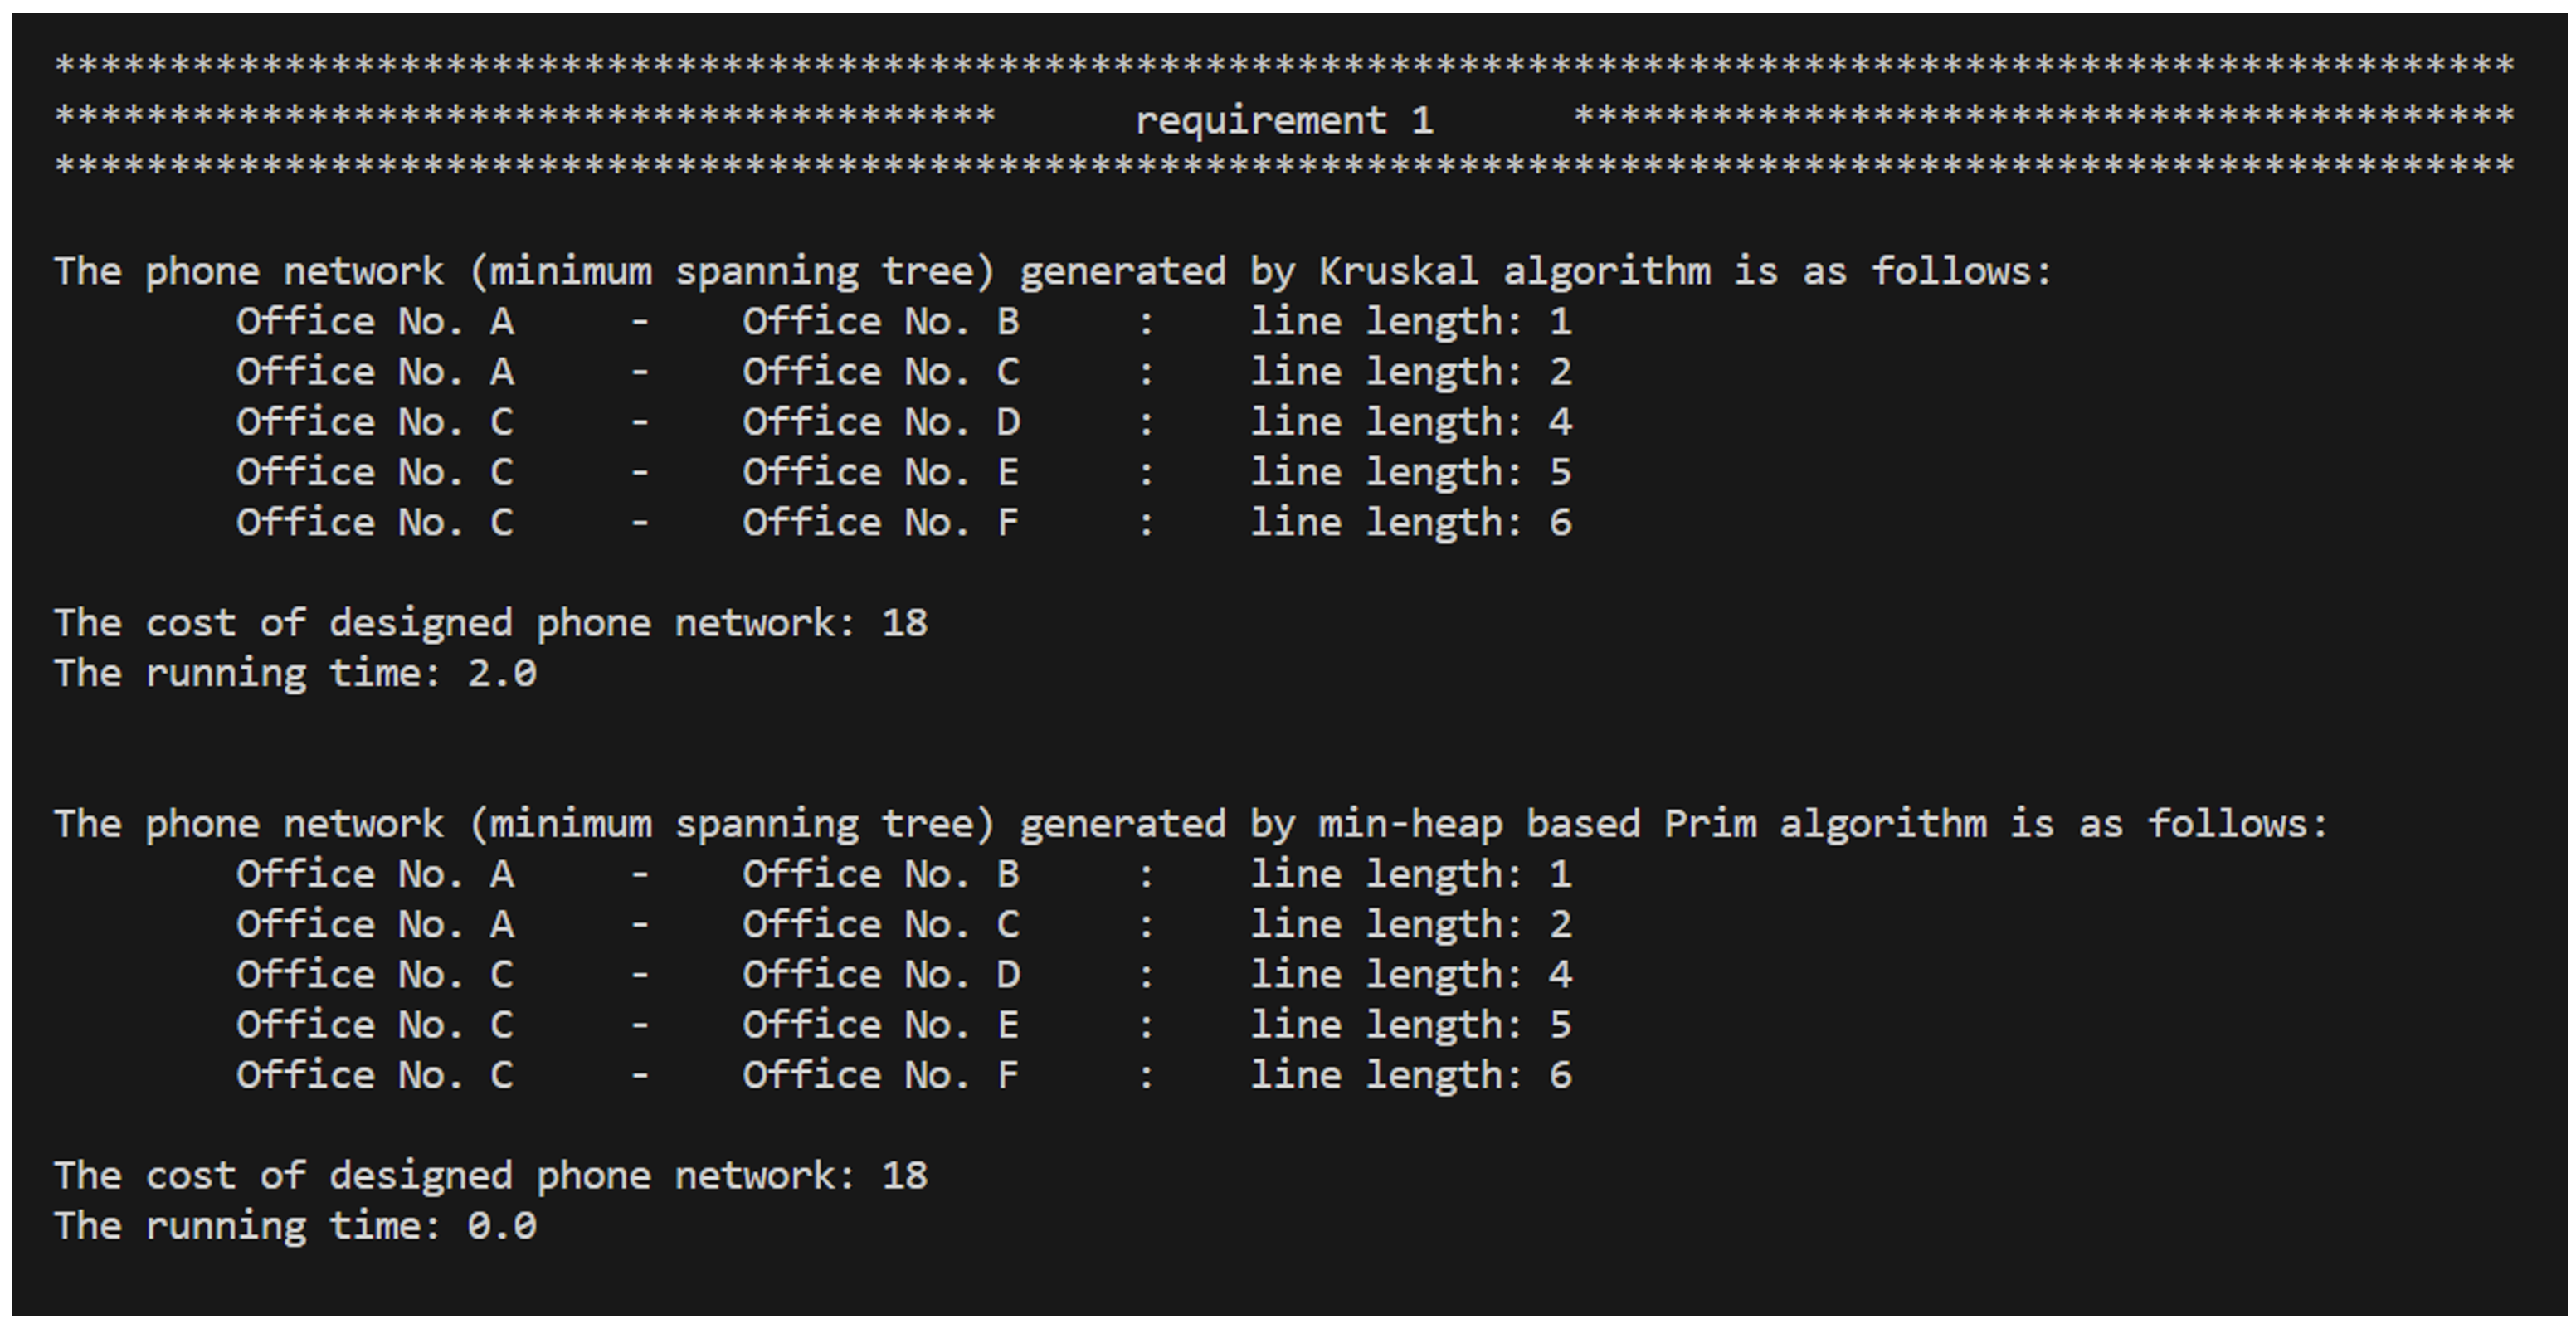 ***********************************************************************************************************
*****************************************      requirement 1      *****************************************
***********************************************************************************************************
The phone network (minimum spanning tree) generated by Kruskal algorithm is as follows:
Office No. A     -    Office No. B     :    line length: 1
Office No. A     -    Office No. C     :    line length: 2
Office No. C     -    Office No. D     :    line length: 4
Office No. C     -    Office No. E     :    line length: 5
Office No. C     -    Office No. F     :    line length: 6
The cost of designed phone network: 18
The running time: 2.0
The phone network (minimum spanning tree) generated by min-heap based Prim algorithm is as follows:
Office No. A     -    Office No. B     :    line length: 1
Office No. A     -    Office No. C     :    line length: 2
Office No. C     -    Office No. D     :    line length: 4
Office No. C     -    Office No. E     :    line length: 5
Office No. C     -    Office No. F     :    line length: 6
The cost of designed phone network: 18
The running time: 0.0